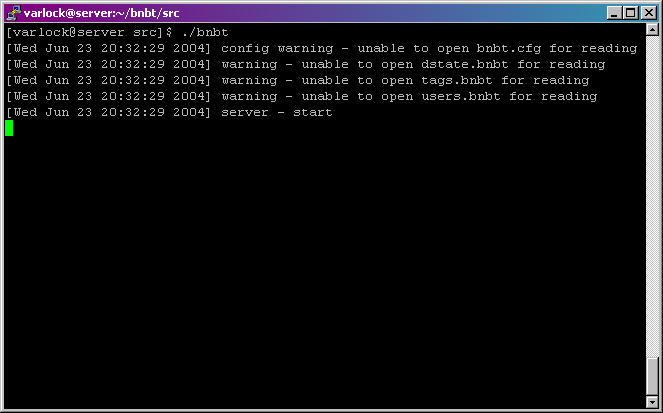 varlock@server:~/bnbt/src
[varlock@server src]$ ./bnbt
[Wed Jun 23 20:32:29 2004] config warning - unable to open bnbt.cfg for reading
[Wed Jun 23 20:32:29 2004] warning - unable to open dstate.bnbt for reading
[Wed Jun 23 20:32:29 2004] warning - unable to open tags.bnbt for reading
[Wed Jun 23 20:32:29 2004] warning - unable to open users.bnbt for reading
[Wed Jun 23 20:32:29 2004] server - start